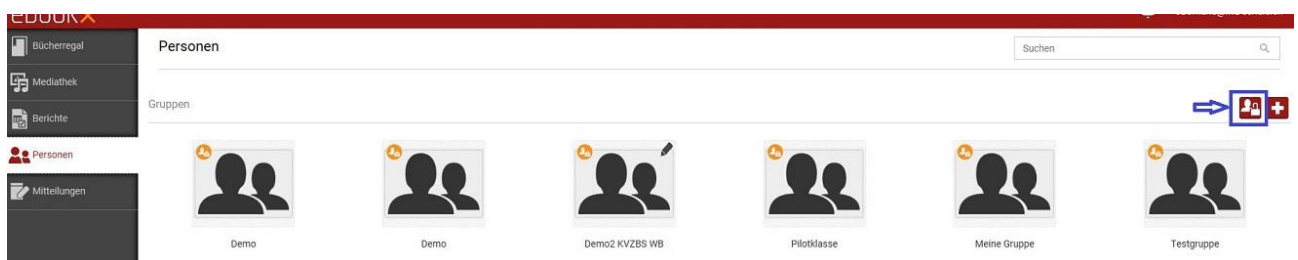 Bücherregal
Personen
Suchen
Mediathek
Gruppen
Berichte
Personen
Mitteilungen
Demo
Demo
Demo2 KVZBS WB
Pilotklasse
Meine Gruppe
Testgruppe